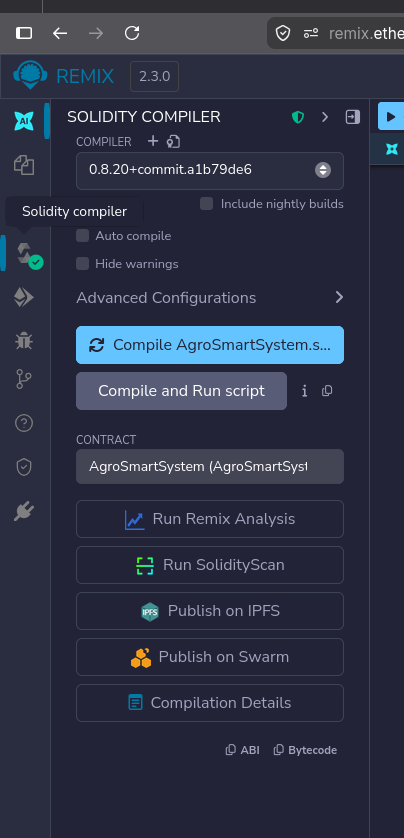 remix.ethe
REMIX
2.3.0
AI
SOLIDITY COMPILER
COMPILER
0.8.20+commit.a1b79de6
Include nightly builds
Solidity compiler
Auto compile
Hide warnings
Advanced Configurations
Compile AgroSmartSystem.s...
Compile and Run script
CONTRACT
AgroSmartSystem (AgroSmartSyst
Run Remix Analysis
Run SolidityScan
IPFS
Publish on IPFS
Publish on Swarm
Compilation Details
ABI Bytecode